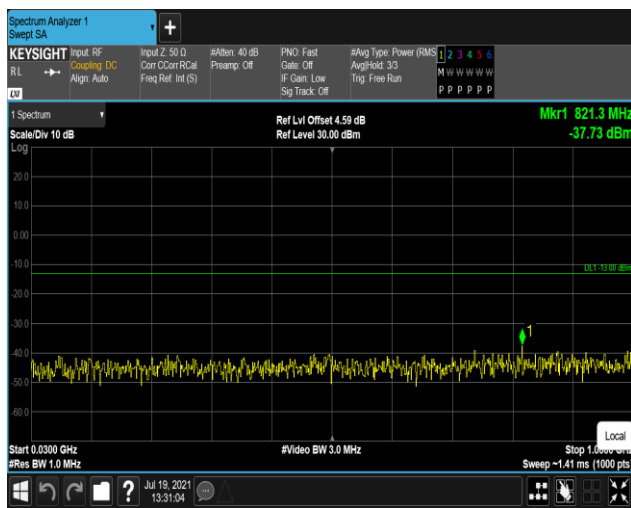 Spectrum Analyzer 1
Swept SA
+
KEYSIGHT
RL
LXI
Input: RF
Coupling: DC
Align: Auto
Input Z: 50 Ω
Corr CCorr RCal
Freq Ref: Int (S)
#Atten: 40 dB
Preamp: Off
PNO: Fast
Gate: Off
IF Gain: Low
Sig Track: Off
#Avg Type: Power (RMS
Avg|Hold: 3/3
Trig: Free Run
1 2 3 4 5 6
M W W W W W
P P P P P P
1 Spectrum
Scale/Div 10 dB
Log
Ref Lvl Offset 4.59 dB
Ref Level 30.00 dBm
Mkr1 821.3 MHz
-37.73 dBm
20.0
10.0
0.00
-10.0
DL1 -13.00 dBm
-20.0
-30.0
1
-40.0
-50.0
-60.0
Local
Start 0.0300 GHz
#Video BW 3.0 MHz
Stop 1.0000 GHz
#Res BW 1.0 MHz
Sweep ~1.41 ms (1000 pts)
?
Jul 19, 2021
13:31:04